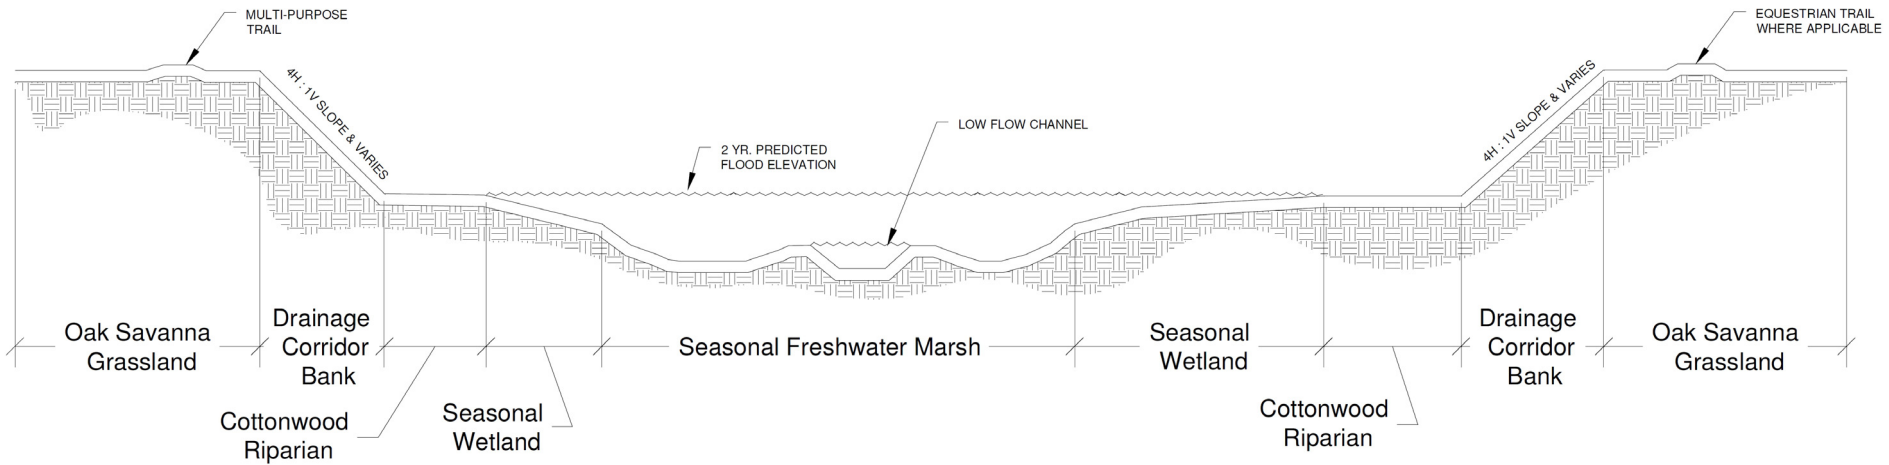 MULTI-PURPOSE
TRAIL
EQUESTRIAN TRAIL
WHERE APPLICABLE
4H : 1V SLOPE & VARIES
4H : 1V SLOPE & VARIES
LOW FLOW CHANNEL
2 YR. PREDICTED
FLOOD ELEVATION
Oak Savanna
Grassland
Drainage
Corridor
Bank
Seasonal Freshwater Marsh
Seasonal
Wetland
Drainage
Corridor
Bank
Oak Savanna
Grassland
Cottonwood
Riparian
Seasonal
Wetland
Cottonwood
Riparian